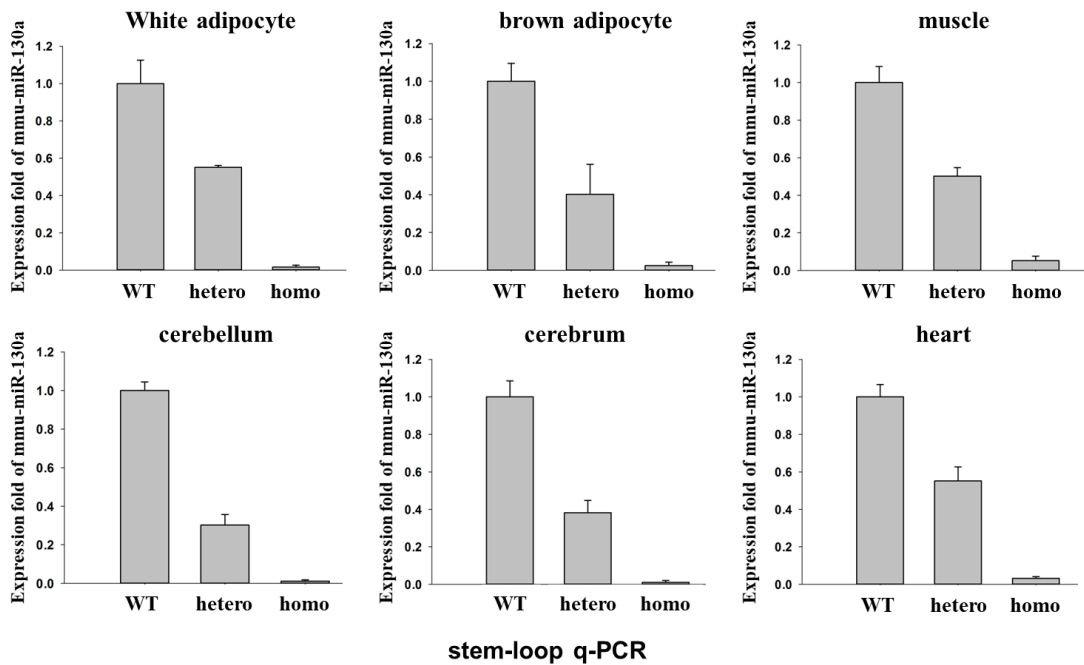 White adipocyte
Expression fold of mmu-miR-130a
1.2
1.0
0.8
0.6
0.4
0.2
0.0
WT hetero homo
brown adipocyte
Expression fold of mmu-miR-130a
1.2
1.0
0.8
0.6
0.4
0.2
0.0
WT hetero homo
muscle
Expression fold of mmu-miR-130a
1.2
1.0
0.8
0.6
0.4
0.2
0.0
WT hetero homo
cerebellum
Expression fold of mmu-miR-130a
1.2
1.0
0.8
0.6
0.4
0.2
0.0
WT hetero homo
cerebrum
Expression fold of mmu-miR-130a
1.2
1.0
0.8
0.6
0.4
0.2
0.0
WT hetero homo
heart
Expression fold of mmu-miR-130a
1.2
1.0
0.8
0.6
0.4
0.2
0.0
WT hetero homo
stem-loop q-PCR